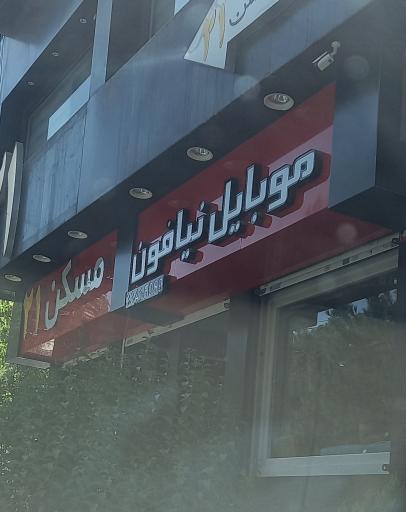 موبایل نیافون
مسکن ۲۱